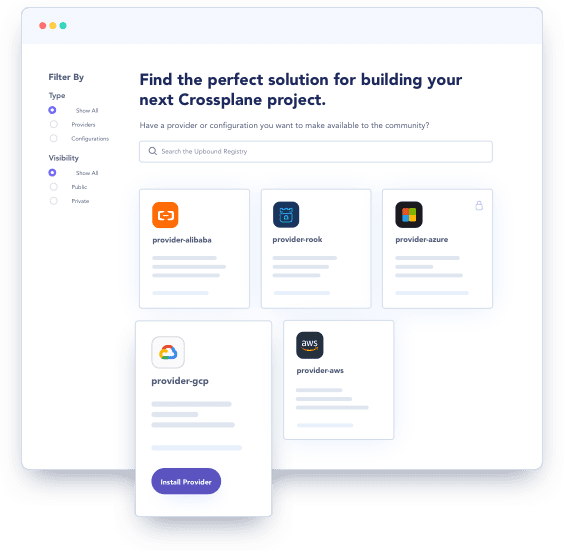 Filter By
Type
Show All
Providers
Configurations
Visibility
Show All
Public
Private
Find the perfect solution for building your
next Crossplane project.
Have a provider or configuration you want to make available to the community?
Search the Upbound Registry
provider-alibaba
provider-rook
provider-azure
provider-gcp
Install Provider
aws
provider-aws